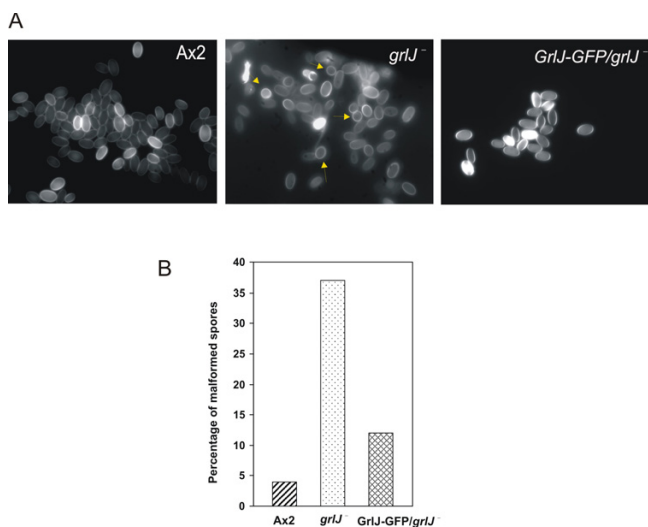 A
Ax2
grlJ⁻
GrlJ-GFP/grlJ⁻
B
Percentage of malformed spores
40
35
30
25
20
15
10
5
0
Ax2
grlJ⁻
GrlJ-GFP/grlJ⁻